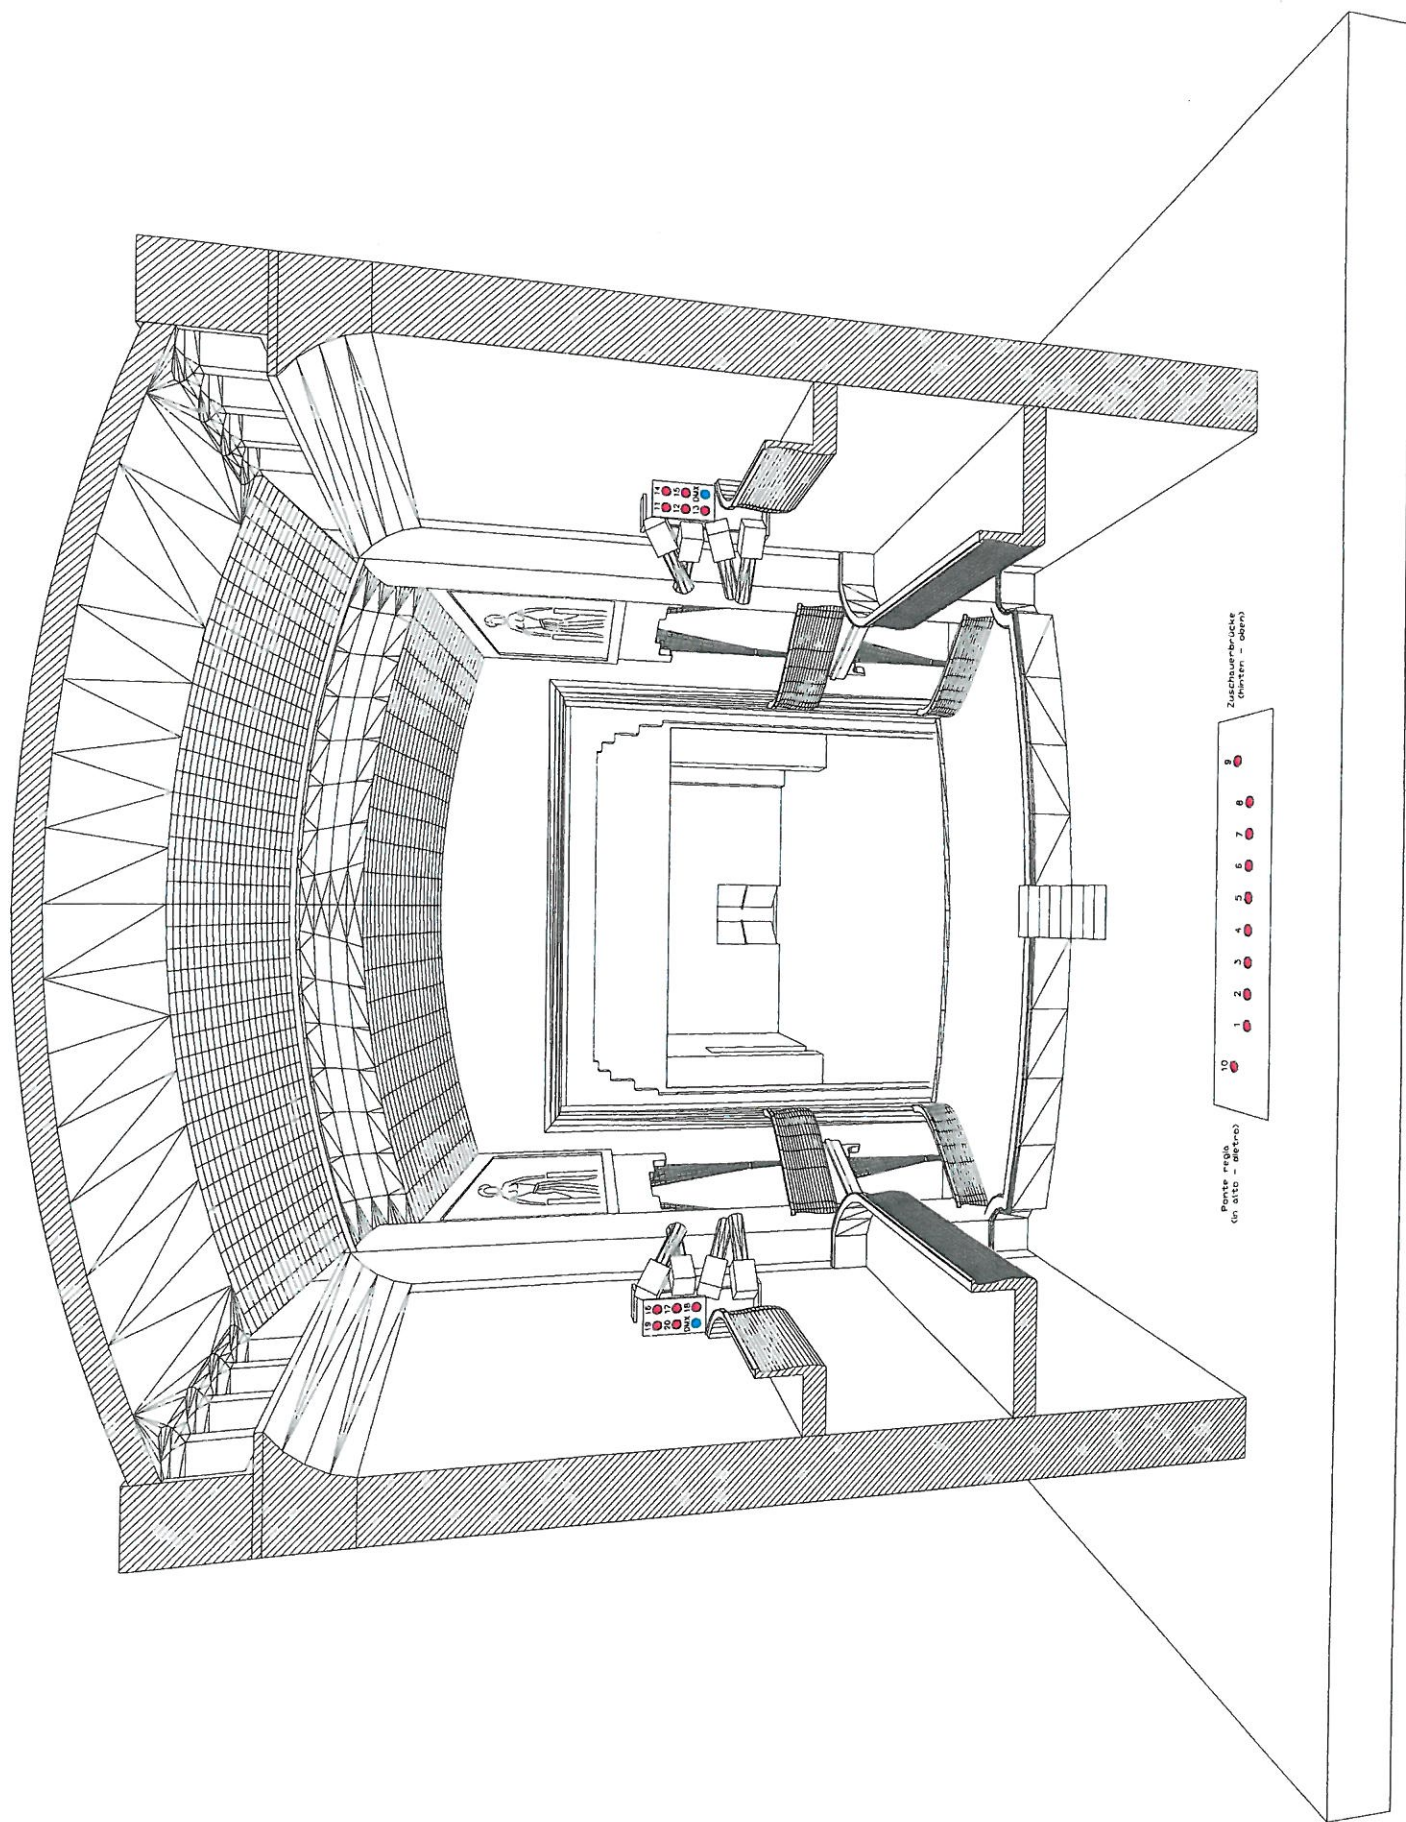 19 16
20 17
DMX 18
11 14
12 15
13 DMX
Ponte regia
(in alto - dietro)
10 1 2 3 4 5 6 7 8 9
Zuschauerbrücke
(hinten - oben)